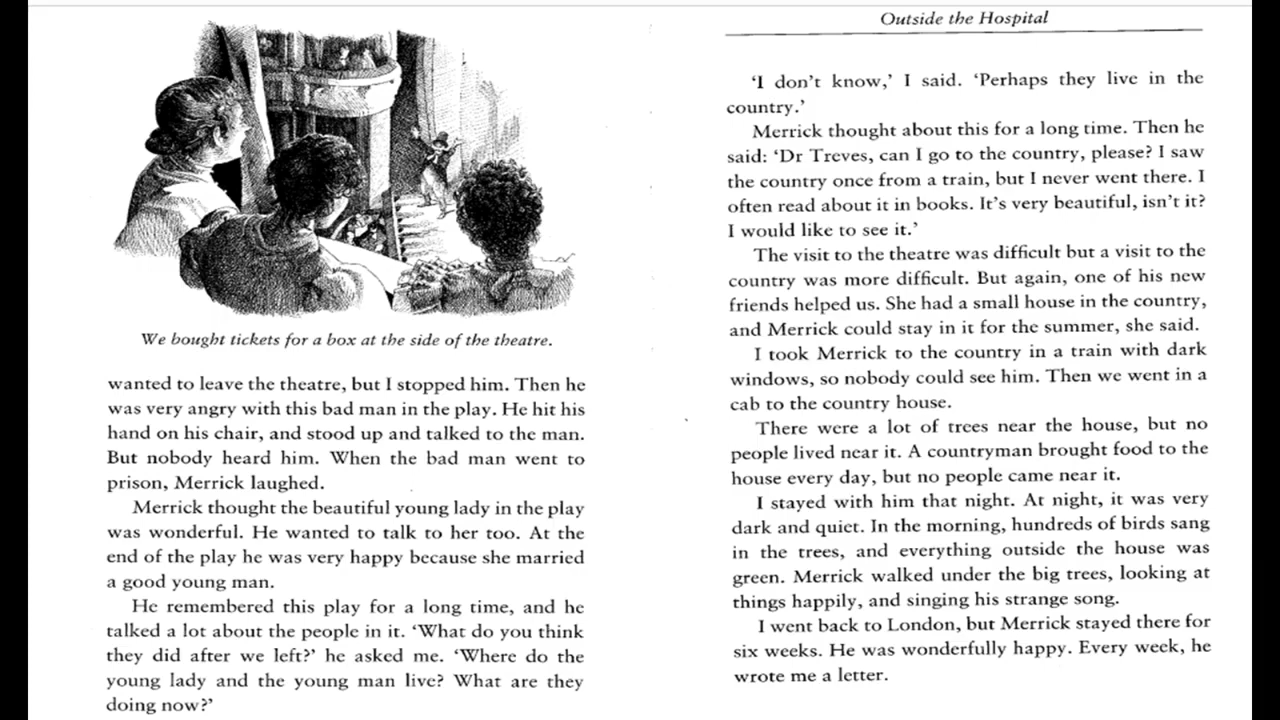 We bought tickets for a box at the side of the theatre.
wanted to leave the theatre, but I stopped him. Then he
was very angry with this bad man in the play. He hit his
hand on his chair, and stood up and talked to the man.
But nobody heard him. When the bad man went to
prison, Merrick laughed.
Merrick thought the beautiful young lady in the play
was wonderful. He wanted to talk to her too. At the
end of the play he was very happy because she married
a good young man.
He remembered this play for a long time, and he
talked a lot about the people in it. ‘What do you think
they did after we left?’ he asked me. ‘Where do the
young lady and the young man live? What are they
doing now?’
Outside the Hospital
‘I don’t know,’ I said. ‘Perhaps they live in the
country.’
Merrick thought about this for a long time. Then he
said: ‘Dr Treves, can I go to the country, please? I saw
the country once from a train, but I never went there. I
often read about it in books. It’s very beautiful, isn’t it?
I would like to see it.’
The visit to the theatre was difficult but a visit to the
country was more difficult. But again, one of his new
friends helped us. She had a small house in the country,
and Merrick could stay in it for the summer, she said.
I took Merrick to the country in a train with dark
windows, so nobody could see him. Then we went in a
cab to the country house.
There were a lot of trees near the house, but no
people lived near it. A countryman brought food to the
house every day, but no people came near it.
I stayed with him that night. At night, it was very
dark and quiet. In the morning, hundreds of birds sang
in the trees, and everything outside the house was
green. Merrick walked under the big trees, looking at
things happily, and singing his strange song.
I went back to London, but Merrick stayed there for
six weeks. He was wonderfully happy. Every week, he
wrote me a letter.